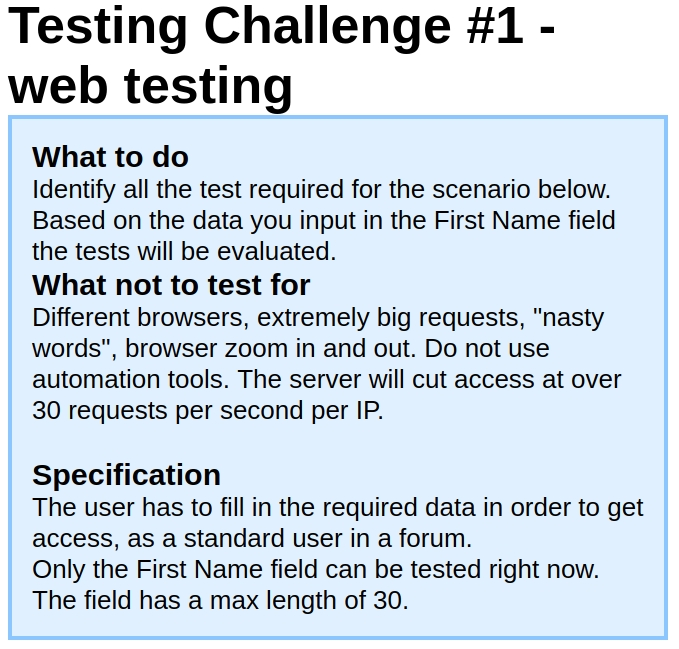 Testing Challenge #1 -
web testing
What to do
Identify all the test required for the scenario below.
Based on the data you input in the First Name field
the tests will be evaluated.
What not to test for
Different browsers, extremely big requests, "nasty
words", browser zoom in and out. Do not use
automation tools. The server will cut access at over
30 requests per second per IP.
Specification
The user has to fill in the required data in order to get
access, as a standard user in a forum.
Only the First Name field can be tested right now.
The field has a max length of 30.